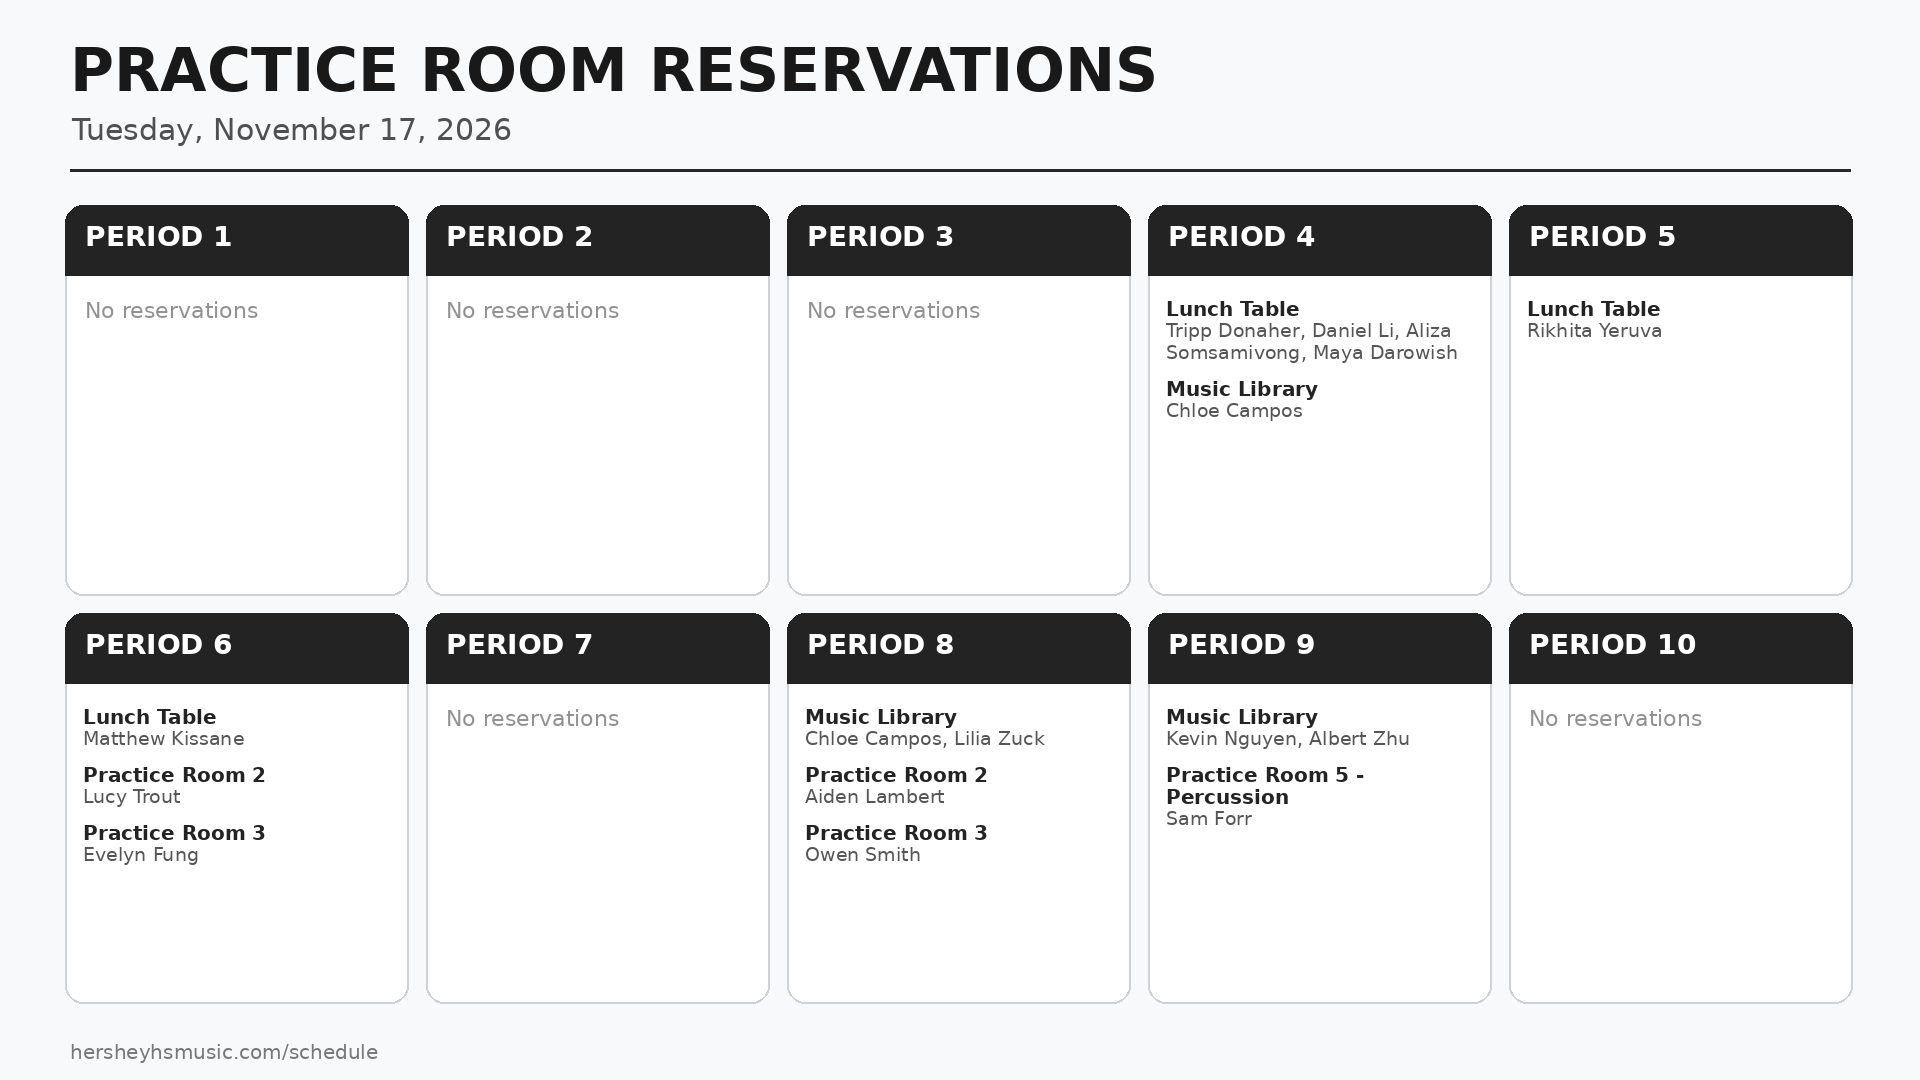 PRACTICE ROOM RESERVATIONS
Tuesday, November 17, 2026
PERIOD 1
No reservations
PERIOD 2
No reservations
PERIOD 3
No reservations
PERIOD 4
Lunch Table
Tripp Donaher, Daniel Li, Aliza
Somsamivong, Maya Darowish
Music Library
Chloe Campos
PERIOD 5
Lunch Table
Rikhita Yeruva
PERIOD 6
Lunch Table
Matthew Kissane
Practice Room 2
Lucy Trout
Practice Room 3
Evelyn Fung
PERIOD 7
No reservations
PERIOD 8
Music Library
Chloe Campos, Lilia Zuck
Practice Room 2
Aiden Lambert
Practice Room 3
Owen Smith
PERIOD 9
Music Library
Kevin Nguyen, Albert Zhu
Practice Room 5 -
Percussion
Sam Forr
PERIOD 10
No reservations
hersheyhsmusic.com/schedule